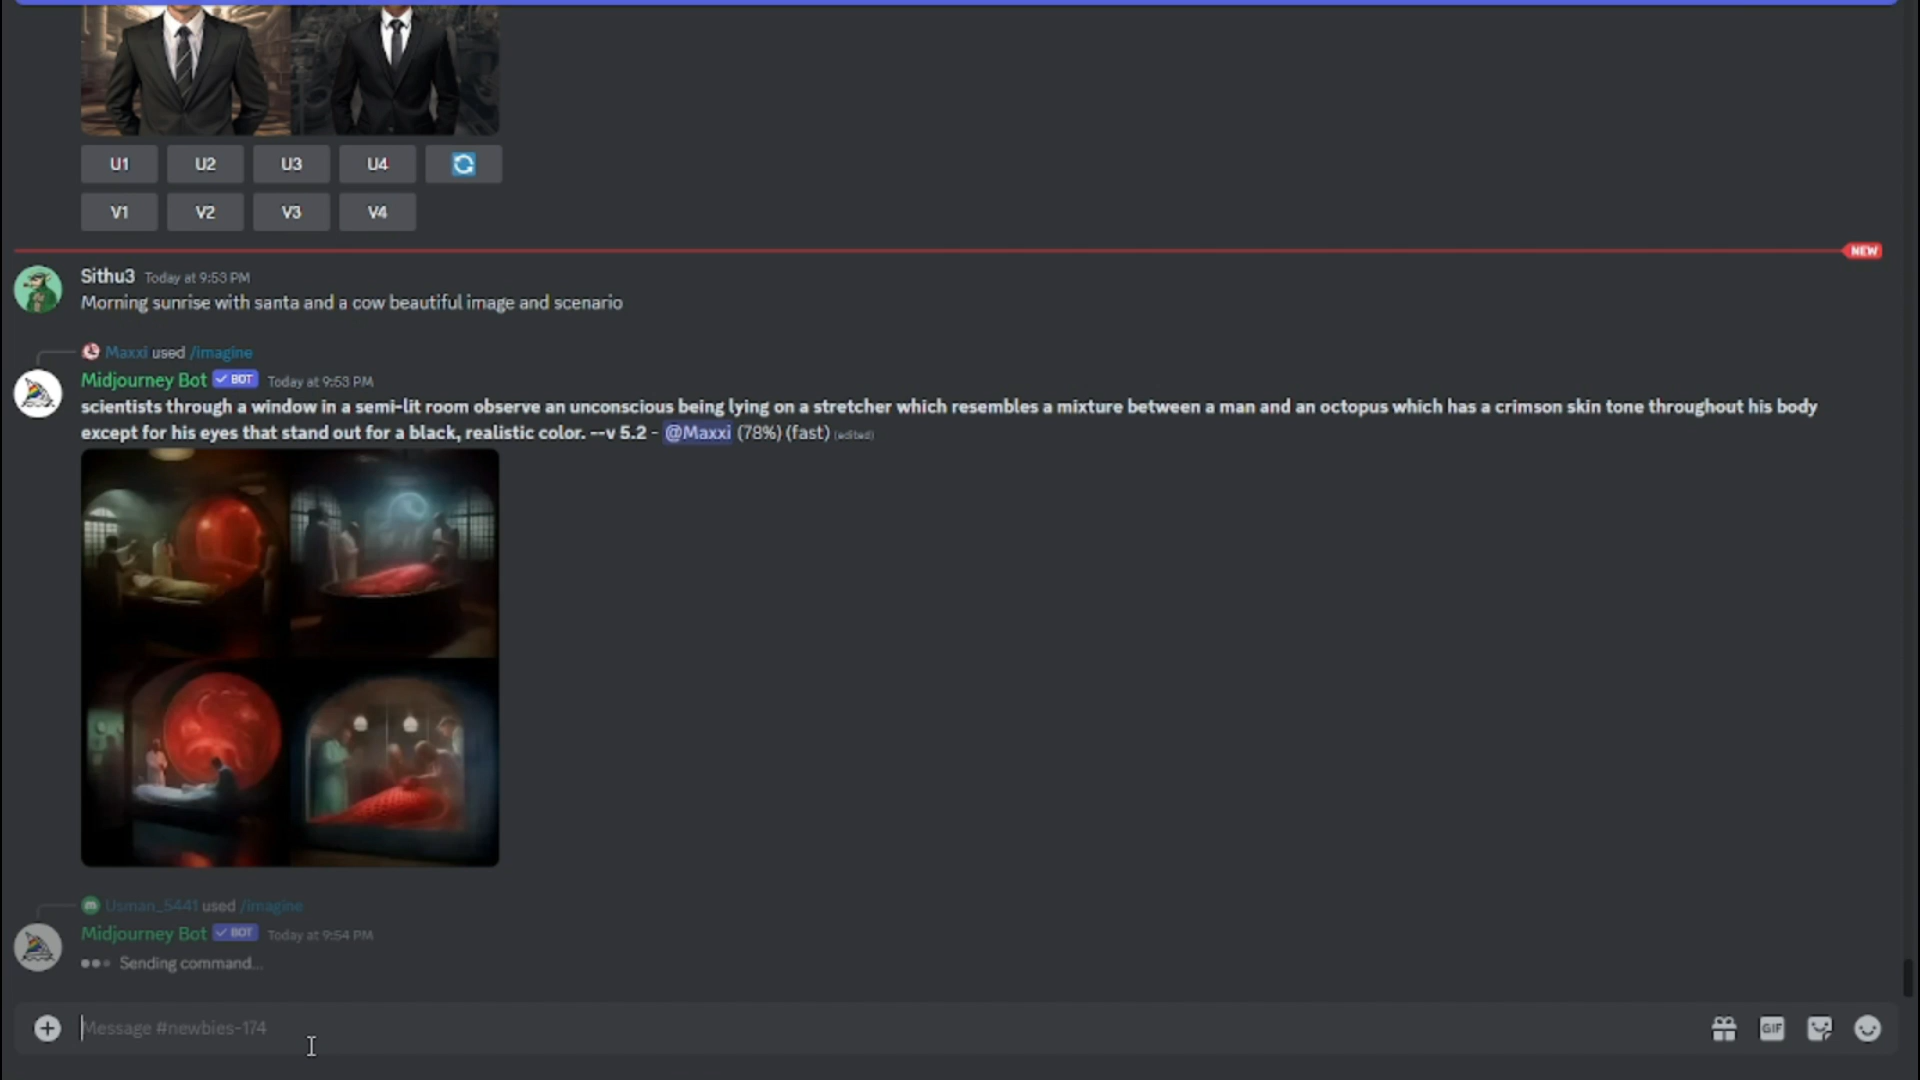 U1 U2 U3 U4
V1 V2 V3 V4
NEW
Sithu3 Today at 9:53 PM
Morning sunrise with santa and a cow beautiful image and scenario
Maxxi used /imagine
Midjourney Bot BOT Today at 9:53 PM
scientists through a window in a semi-lit room observe an unconscious being lying on a stretcher which resembles a mixture between a man and an octopus which has a crimson skin tone throughout his body
except for his eyes that stand out for a black, realistic color. --v 5.2 - @Maxxi (78%) (fast) (edited)
Usman_5441 used /imagine
Midjourney Bot BOT Today at 9:54 PM
Sending command...
Message #newbies-174
GIF